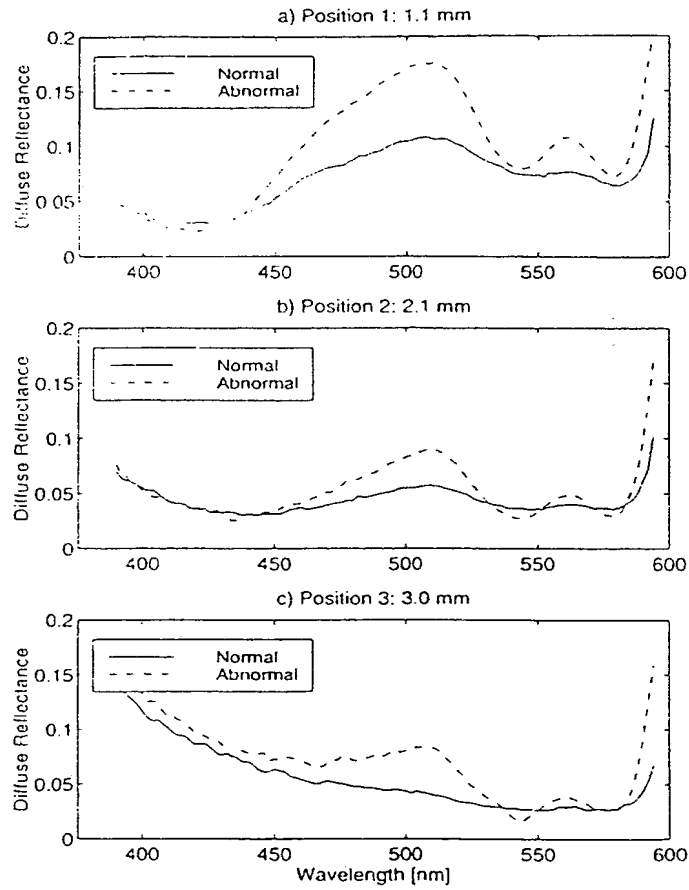 a) Position 1: 1.1 mm
0.2
0.15
0.1
0.05
0
Diffuse Reflectance
Normal
Abnormal
400
450
500
550
600
b) Position 2: 2.1 mm
0.2
0.15
0.1
0.05
0
Diffuse Reflectance
Normal
Abnormal
400
450
500
550
600
c) Position 3: 3.0 mm
0.2
0.15
0.1
0.05
0
Diffuse Reflectance
Normal
Abnormal
400
450
500
550
600
Wavelength [nm]